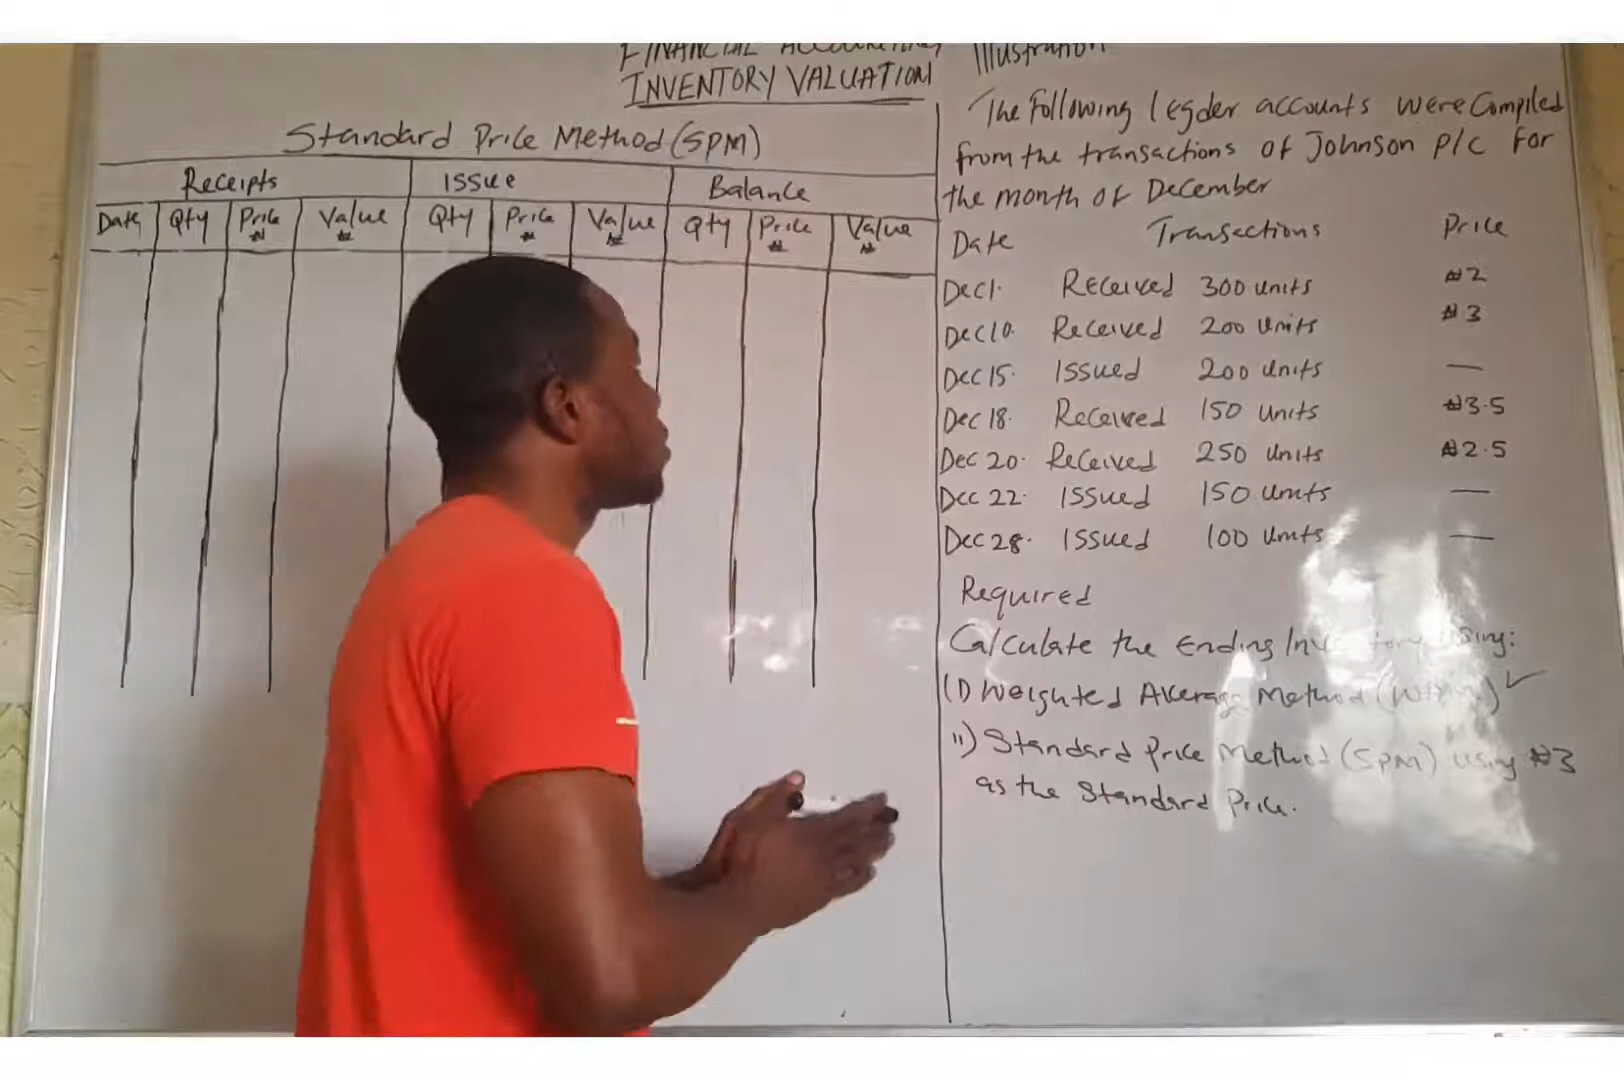 FINANCIAL ACCOUNTING
INVENTORY VALUATION
Standard Price Method (SPM)
Receipts Issue Balance
Date Qty Price Value Qty Price Value Qty Price Value
₦ ₦ ₦ ₦ ₦ ₦
Illustration
The Following legder accounts were compiled
from the transactions of Johnson P/C For
the month of December
Date Transactions Price
Dec 1. Received 300 units ₦2
Dec 10. Received 200 units ₦3
Dec 15. Issued 200 units —
Dec 18. Received 150 units ₦3.5
Dec 20. Received 250 units ₦2.5
Dec 22. Issued 150 units —
Dec 28. Issued 100 units —
Required
Calculate the Ending using:
(I) Weighted Average Method ✓
II) Standard Price Method (SPM) using ₦3
as the Standard Price.